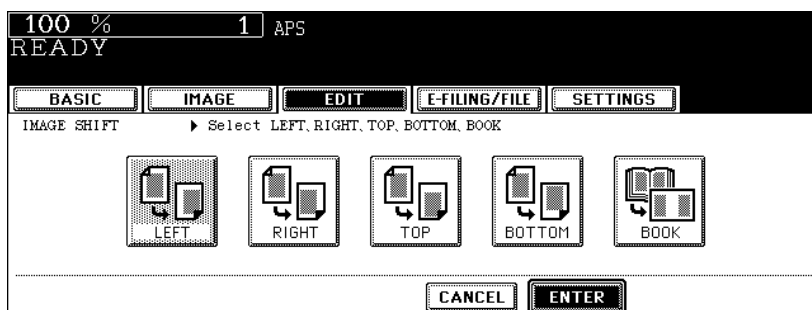 100 % 1 APS
READY
BASIC IMAGE EDIT E-FILING/FILE SETTINGS
IMAGE SHIFT ▶ Select LEFT, RIGHT, TOP, BOTTOM, BOOK
LEFT RIGHT TOP BOTTOM BOOK
CANCEL ENTER